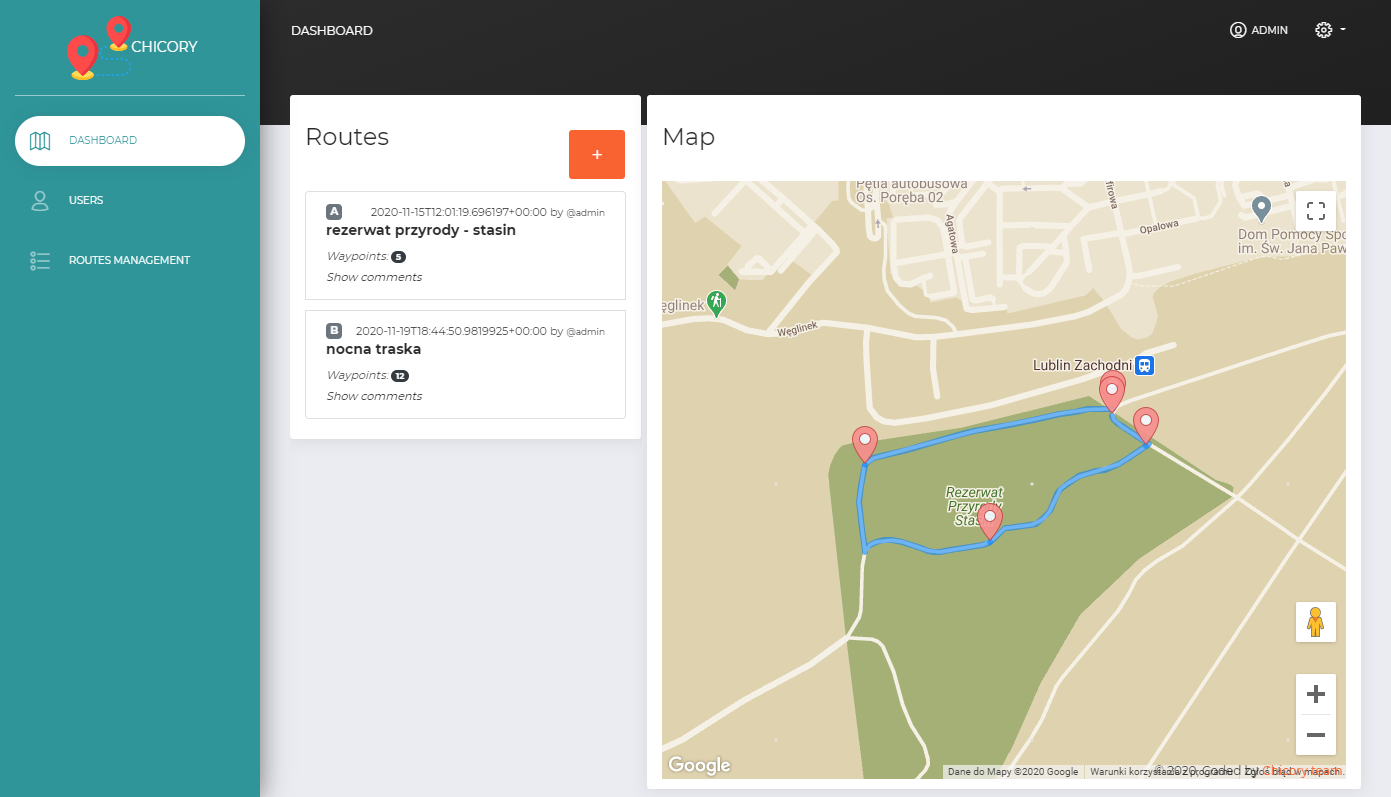 CHICORY
DASHBOARD
USERS
ROUTES MANAGEMENT
DASHBOARD
ADMIN
Routes
+
A
2020-11-15T12:01:19.696197+00:00 by @admin
rezerwat przyrody - stasin
Waypoints: 5
Show comments
B
2020-11-19T18:44:50.9819925+00:00 by @admin
nocna traska
Waypoints: 12
Show comments
Map
Pętla autobusowa
Os. Poręba 02
Agatowa
Opalowa
Dom Pomocy Spo
im. Św. Jana Paw
ęglinek
Węglinek
Lublin Zachodni
Rezerwat
Przyrody
Google
Dane do Mapy ©2020 Google
Warunki korzystania z programu
Zgłoś błąd w mapach.
© 2020, Coded by Chicory team.